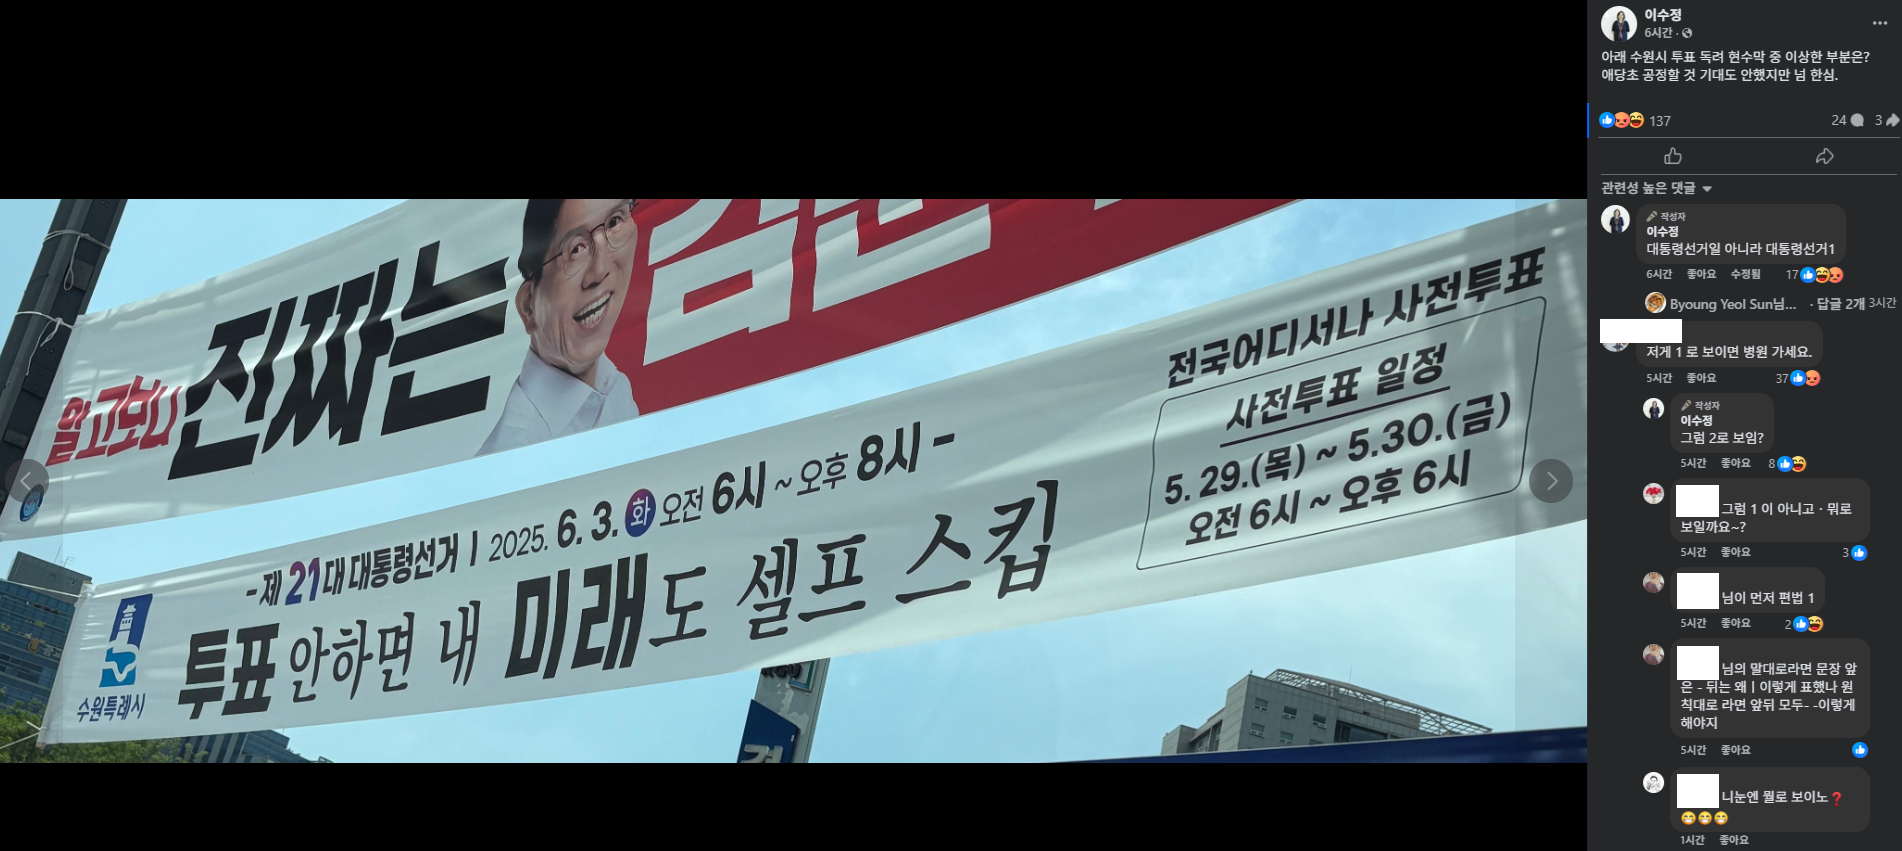 알고보니
진짜는
- 제 21대 대통령선거 | 2025. 6. 3. 화 오전 6시 ~ 오후 8시 -
투표 안하면 내 미래도 셀프 스킵
수원특례시
전국어디서나 사전투표
사전투표 일정
5. 29.(목) ~ 5.30.(금)
오전 6시 ~ 오후 6시
이수정
6시간 ·
아래 수원시 투표 독려 현수막 중 이상한 부분은?
애당초 공정할 것 기대도 안했지만 넘 한심.
137
24
3
관련성 높은 댓글
작성자
이수정
대통령선거일 아니라 대통령선거1
6시간 좋아요 수정됨 17
Byoung Yeol Sun님... · 답글 2개 3시간
저게 1 로 보이면 병원 가세요.
5시간 좋아요 37
작성자
이수정
그럼 2로 보임?
5시간 좋아요 8
그럼 1 이 아니고 · 뭐로
보일까요~?
5시간 좋아요 3
님이 먼저 편법 1
5시간 좋아요 2
님의 말대로라면 문장 앞
은 - 뒤는 왜 | 이렇게 표했나 원
칙대로 라면 앞뒤 모두- -이렇게
해야지
5시간 좋아요
니눈엔 뭘로 보이노❓
😁😁😁
1시간 좋아요